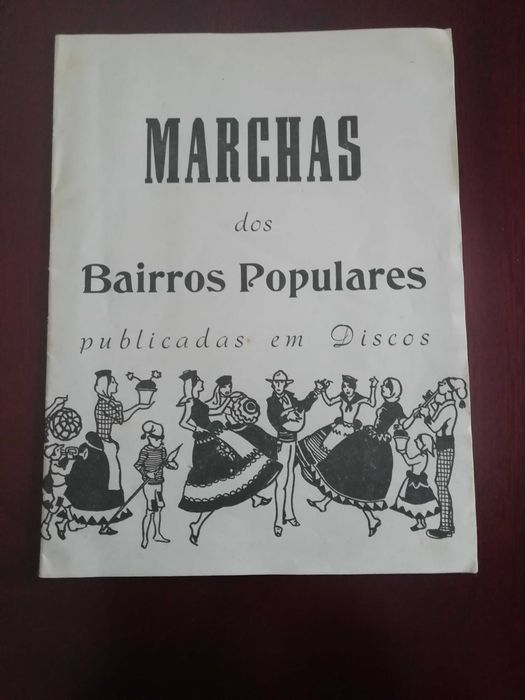 MARCHAS
dos
Bairros Populares
publicadas em Discos